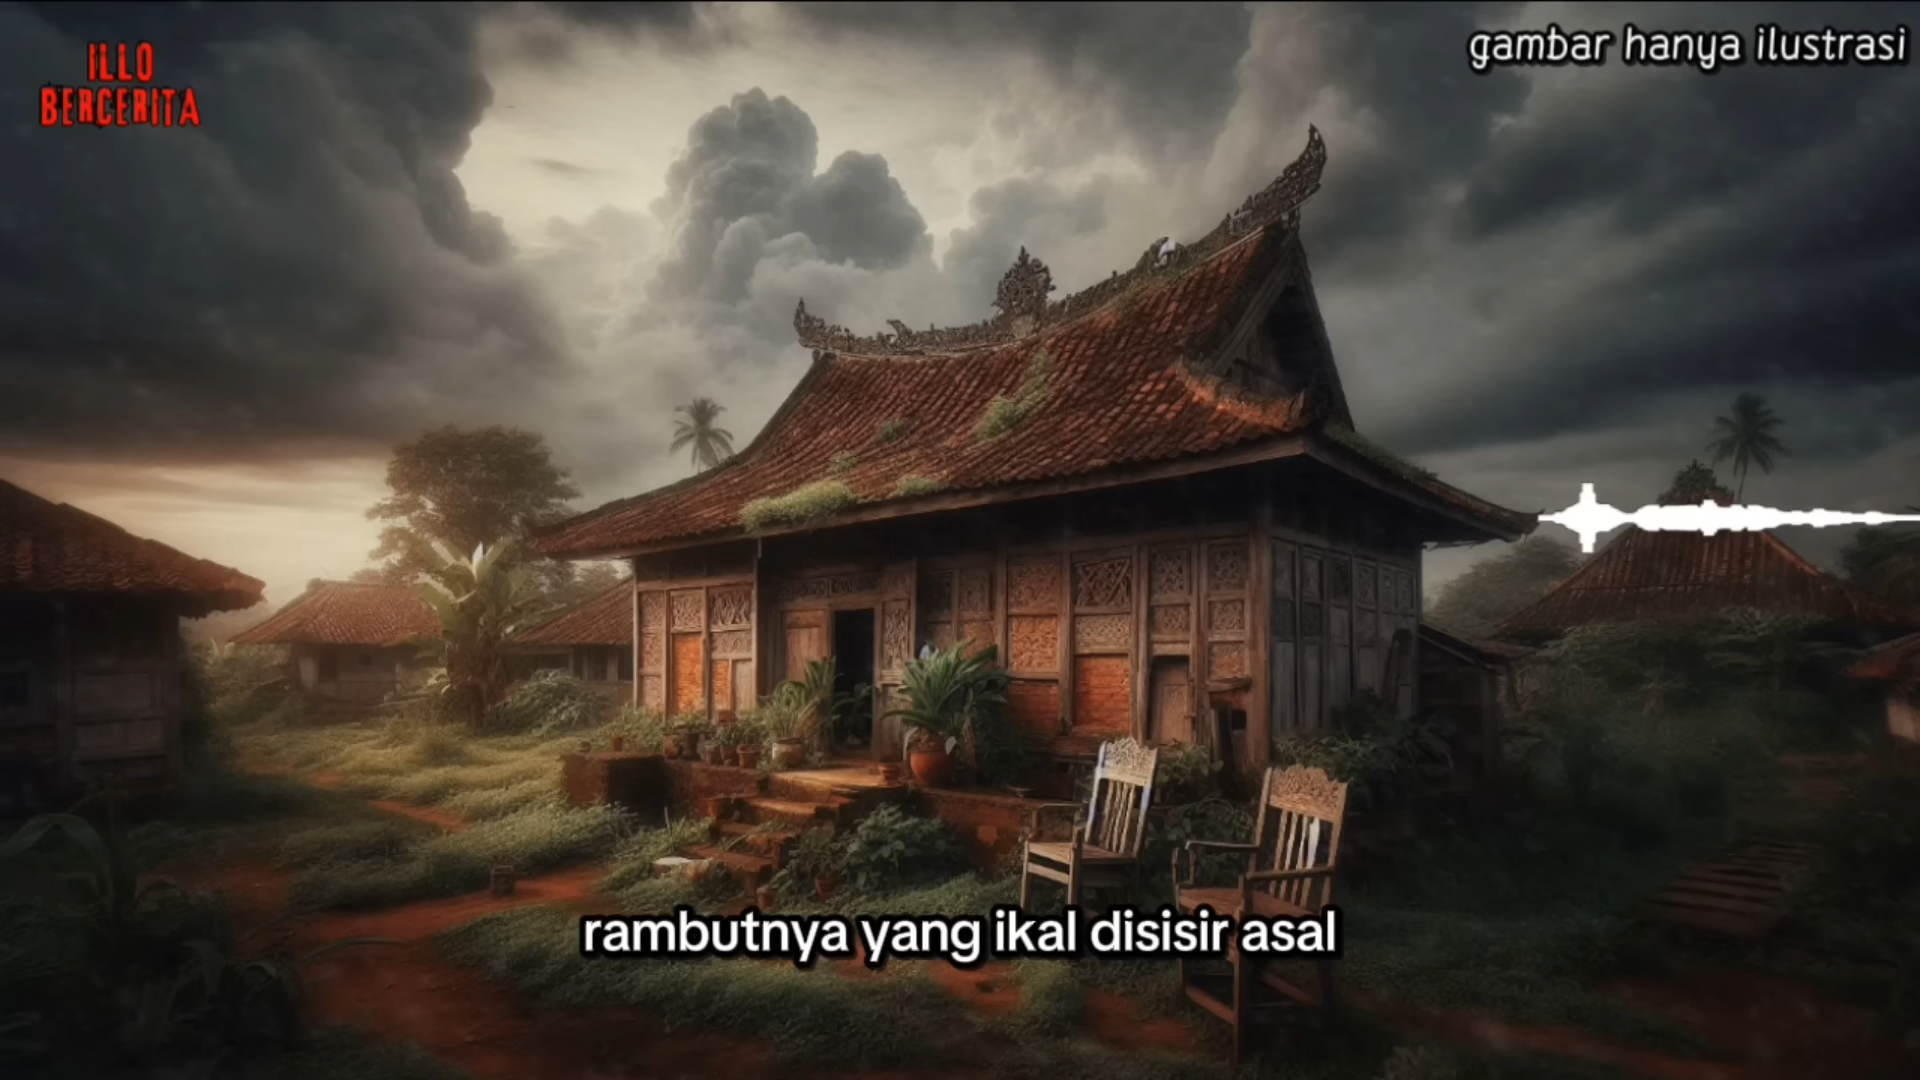 ILLO
BERCERITA
gambar hanya ilustrasi
rambutnya yang ikal disisir asal